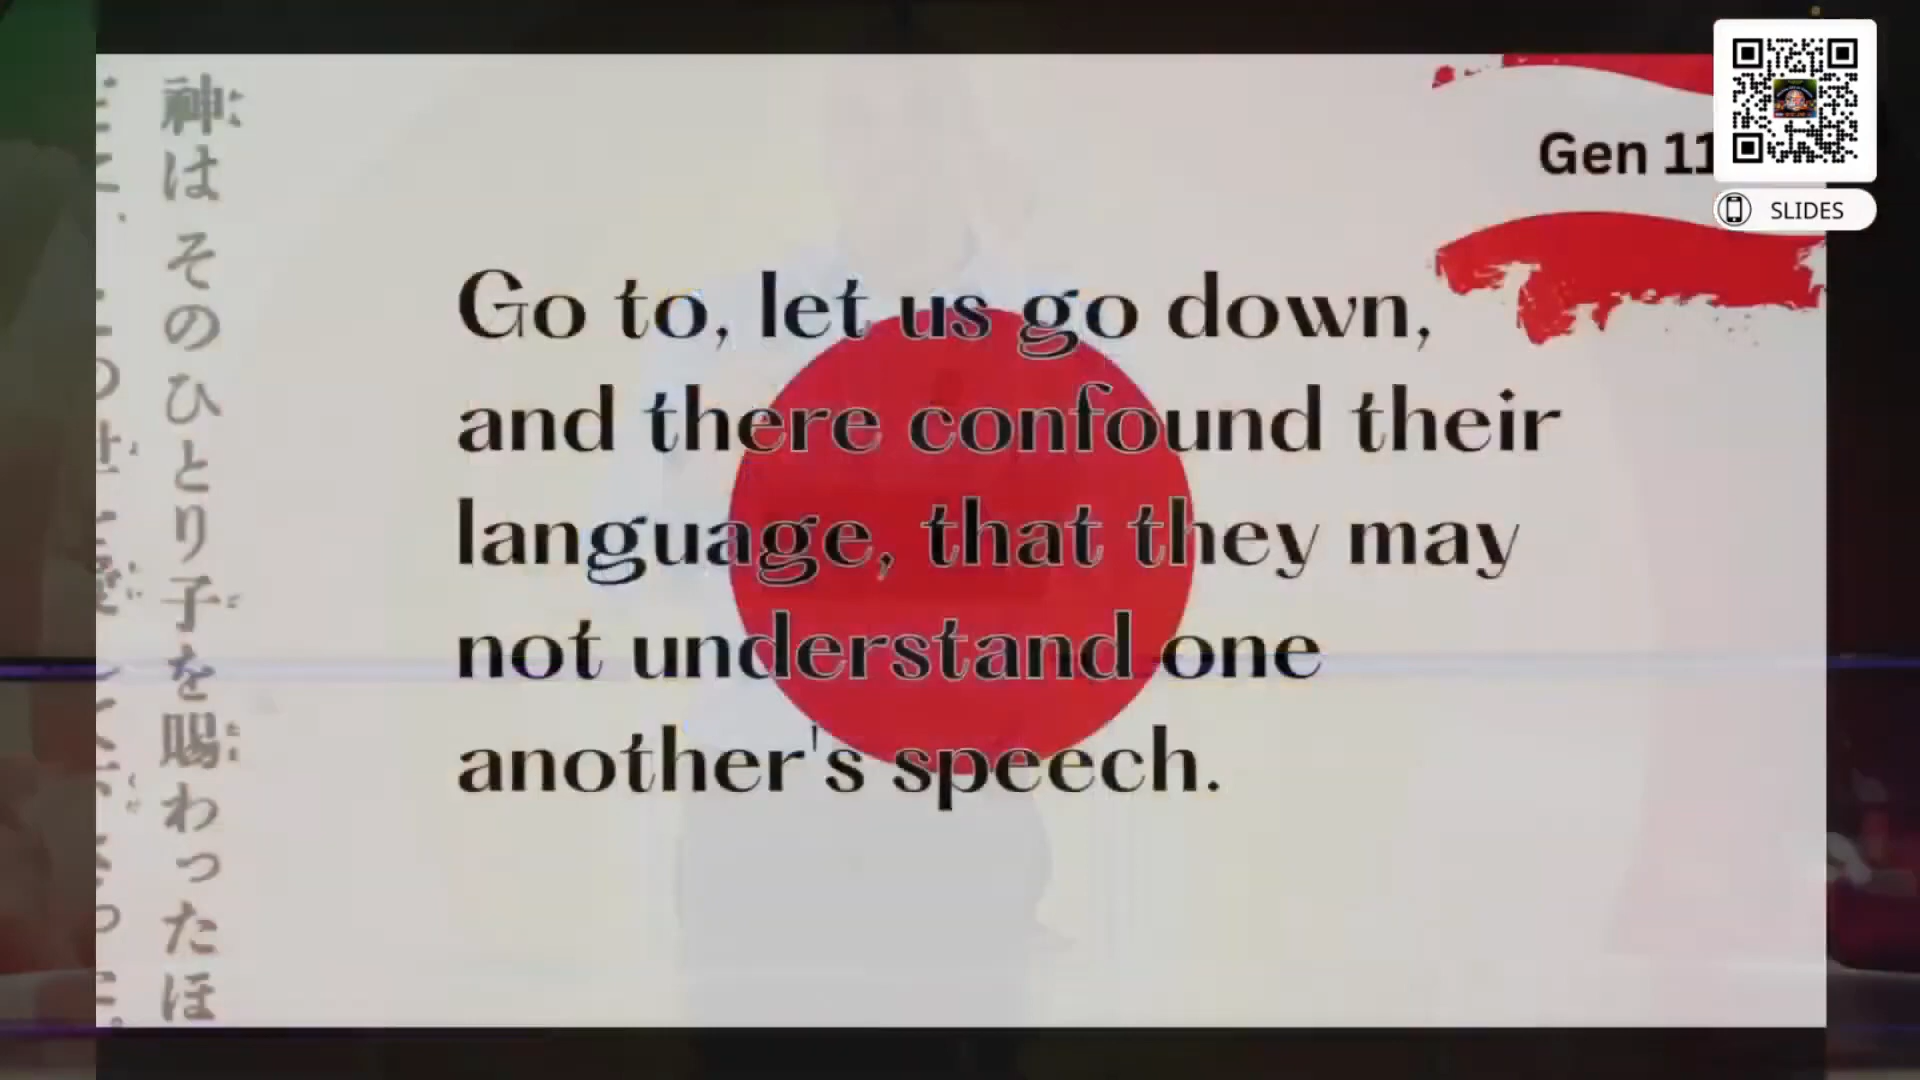 Gen 11
SLIDES
Go to, let us go down,
and there confound their
language, that they may
not understand one
another's speech.
神は そのひとり子を賜わったほ